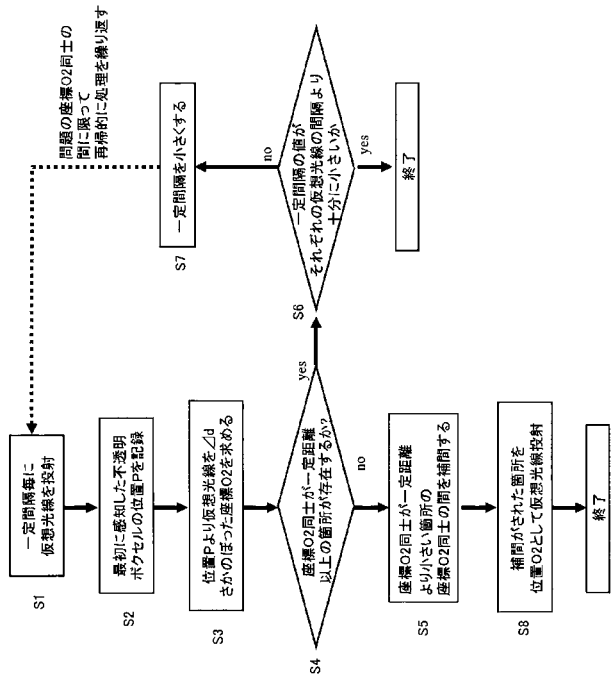 S1
一定間隔毎に
仮想光線を投射
S2
最初に感知した不透明
ボクセルの位置Pを記録
S3
位置Pより仮想光線を⊿d
さかのぼった座標O2を求める
S4
座標O2同士が一定距離
以上の箇所が存在するか?
yes
no
S5
座標O2同士が一定距離
より小さい箇所の
座標O2同士の間を補間する
S8
補間がされた箇所を
位置O2として仮想光線投射
終了
S6
一定間隔の値が
それぞれの仮想光線の間隔より
十分に小さいか
no
yes
終了
S7
一定間隔を小さくする
問題の座標O2同士の
間に限って
再帰的に処理を繰り返す